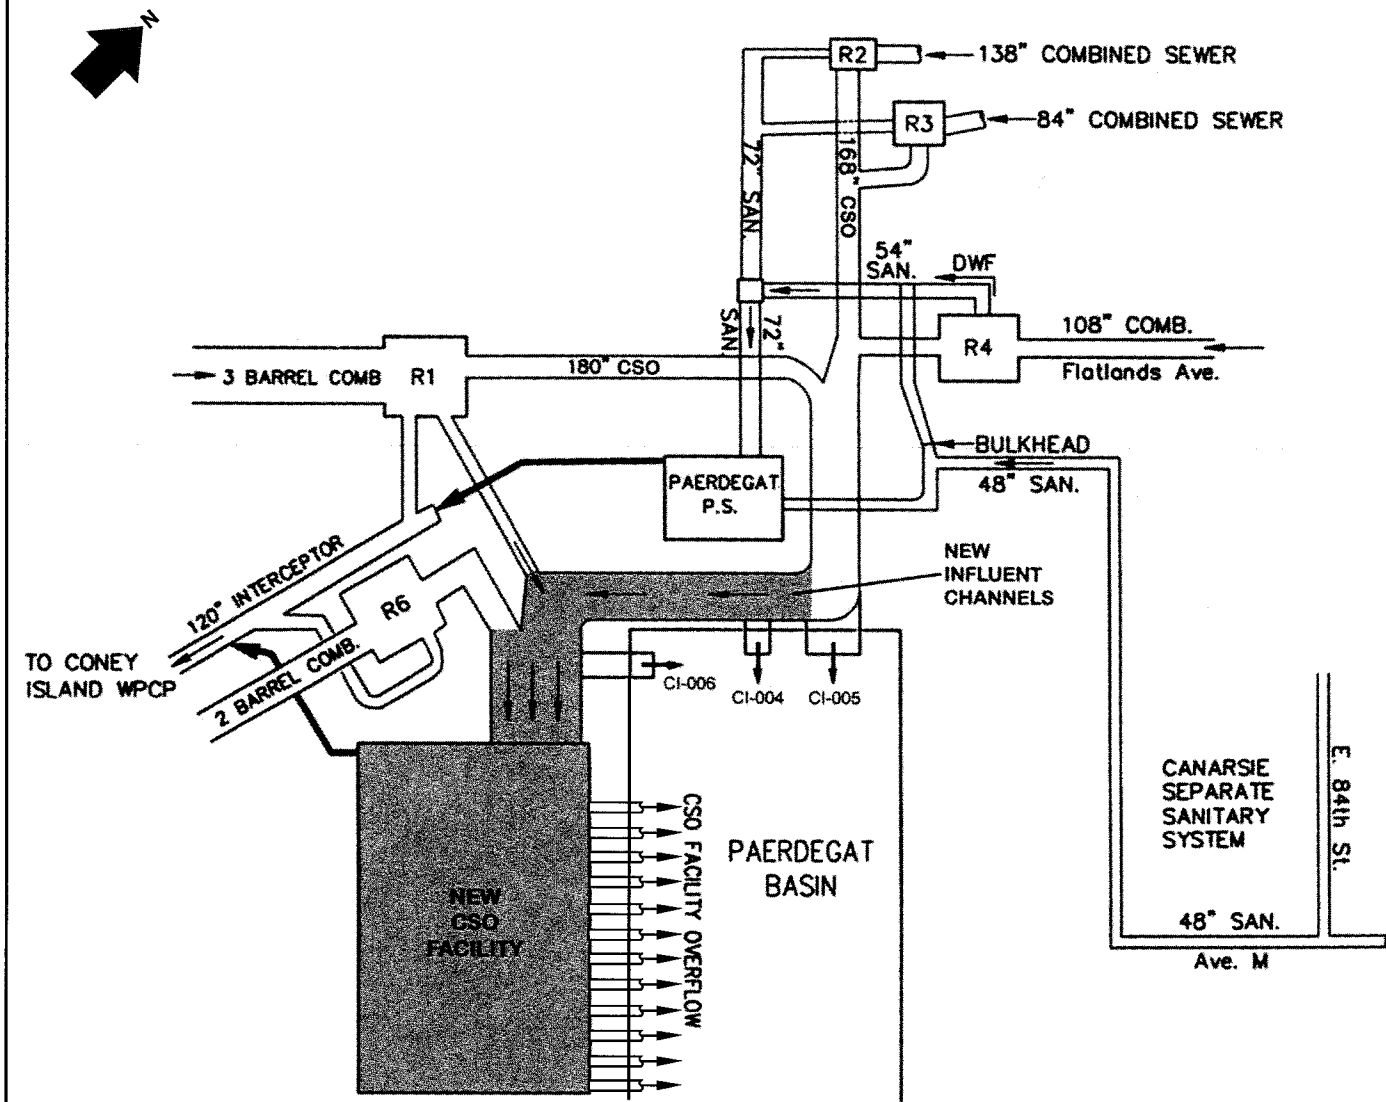 N
R2
138" COMBINED SEWER
R3
84" COMBINED SEWER
72" SAN.
168" CSO
54"
SAN.
DWF
72"
SAN.
R4
108" COMB.
Flatlands Ave.
3 BARREL COMB
R1
180" CSO
BULKHEAD
48" SAN.
PAERDEGAT
P.S.
NEW
INFLUENT
CHANNELS
120" INTERCEPTOR
R6
2 BARREL COMB.
TO CONEY
ISLAND WPCP
CI-006
CI-004
CI-005
NEW
CSO
FACILITY
CSO FACILITY OVERFLOW
PAERDEGAT
BASIN
CANARSIE
SEPARATE
SANITARY
SYSTEM
E. 84th St.
48" SAN.
Ave. M